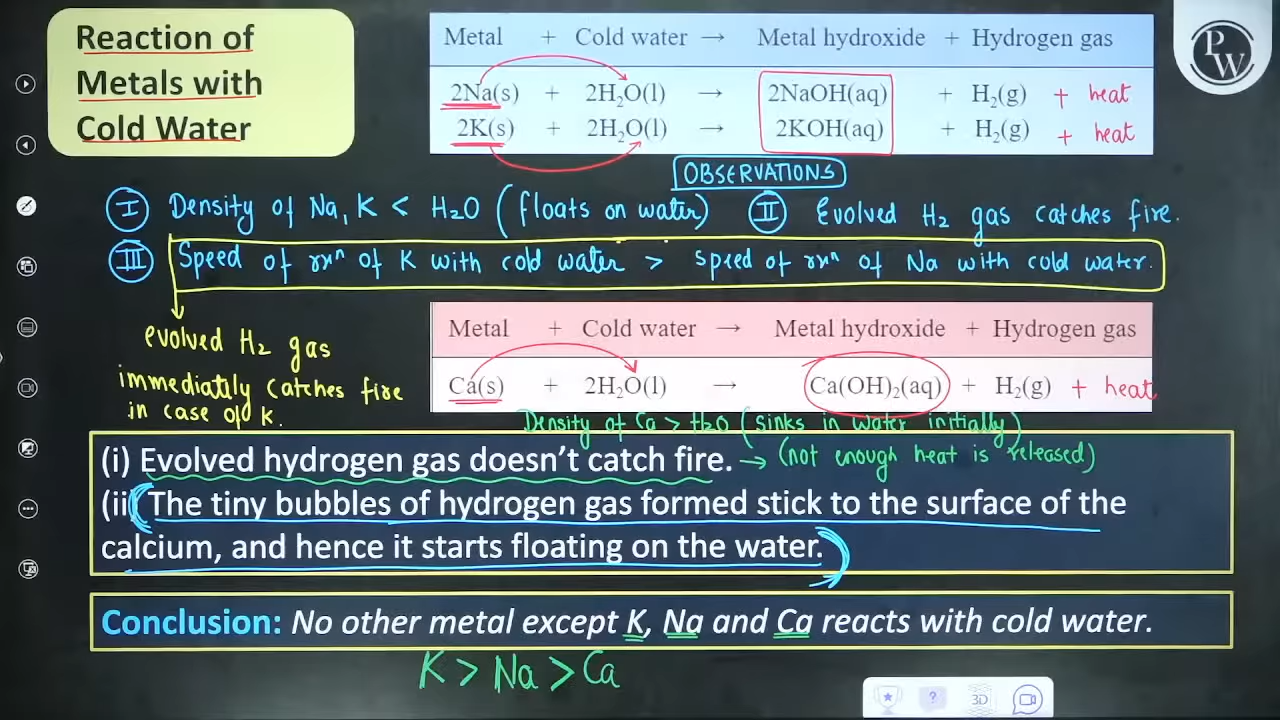 Reaction of
Metals with
Cold Water
Metal + Cold water → Metal hydroxide + Hydrogen gas
2Na(s) + 2H₂O(l) → 2NaOH(aq) + H₂(g) + heat
2K(s) + 2H₂O(l) → 2KOH(aq) + H₂(g) + heat
PW
OBSERVATIONS
I Density of Na, K < H₂O (floats on water) II Evolved H₂ gas catches fire.
III Speed of rxⁿ of K with cold water > speed of rxⁿ of Na with cold water.
evolved H₂ gas
immediatily catches fire
in case of K.
Metal + Cold water → Metal hydroxide + Hydrogen gas
Ca(s) + 2H₂O(l) → Ca(OH)₂(aq) + H₂(g) + heat
Density of Ca > H₂O (sinks in water initially)
(i) Evolved hydrogen gas doesn't catch fire. → (not enough heat is released)
(ii) The tiny bubbles of hydrogen gas formed stick to the surface of the
calcium, and hence it starts floating on the water.
Conclusion: No other metal except K, Na and Ca reacts with cold water.
K > Na > Ca
? 3D